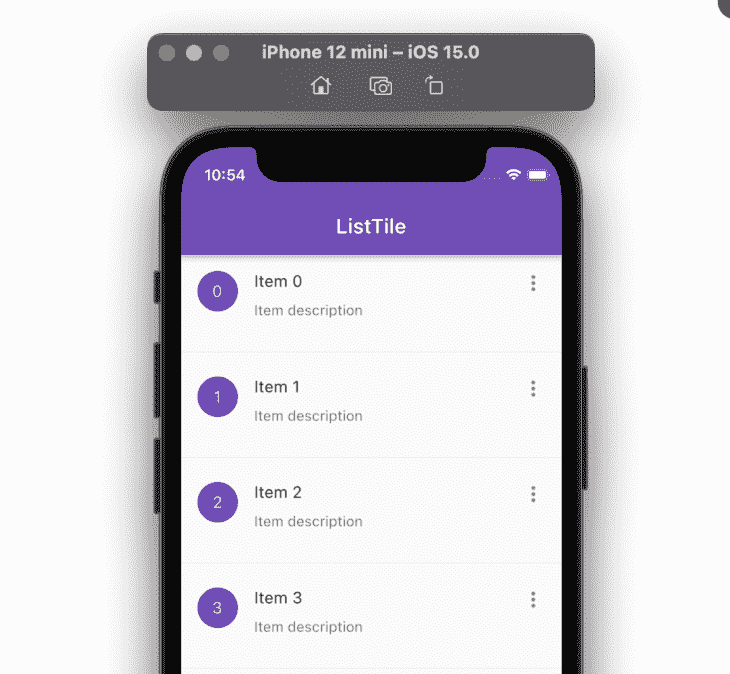 iPhone 12 mini – iOS 15.0
10:54
ListTile
0
Item 0
Item description
1
Item 1
Item description
2
Item 2
Item description
3
Item 3
Item description